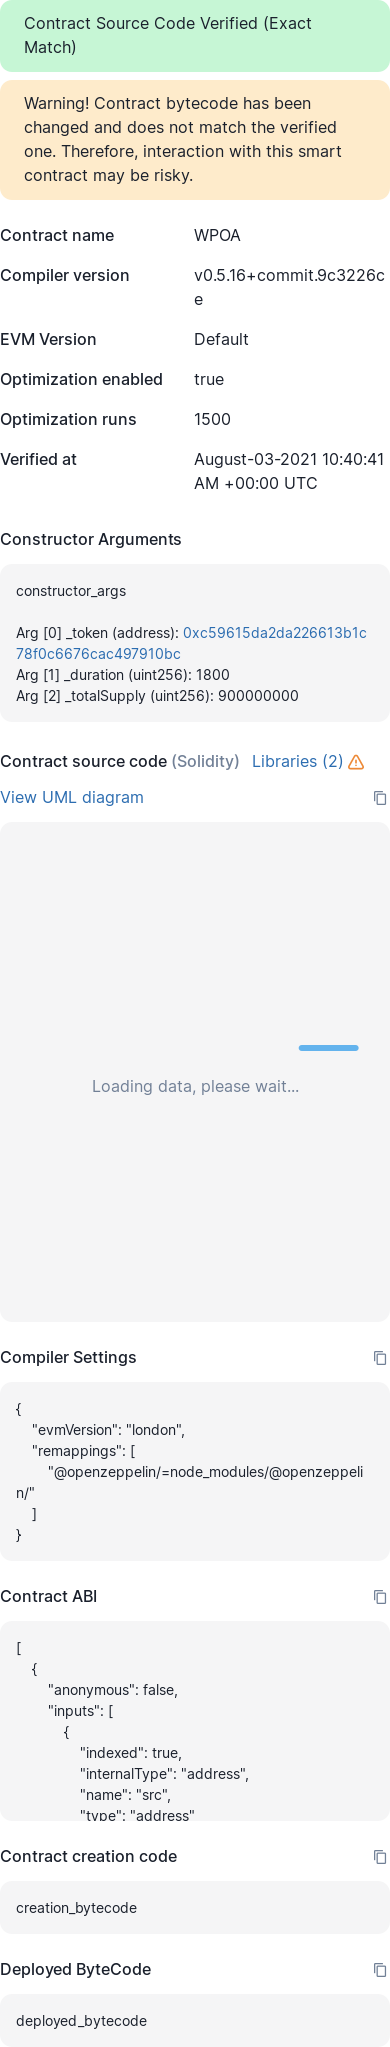 Contract Source Code Verified (Exact
Match)
Warning! Contract bytecode has been
changed and does not match the verified
one. Therefore, interaction with this smart
contract may be risky.
Contract name WPOA
Compiler version v0.5.16+commit.9c3226c
e
EVM Version Default
Optimization enabled true
Optimization runs 1500
Verified at August-03-2021 10:40:41
AM +00:00 UTC
Constructor Arguments
constructor_args
Arg [0] _token (address): 0xc59615da2da226613b1c
78f0c6676cac497910bc
Arg [1] _duration (uint256): 1800
Arg [2] _totalSupply (uint256): 900000000
Contract source code (Solidity) Libraries (2)
View UML diagram
Loading data, please wait...
Compiler Settings
{
"evmVersion": "london",
"remappings": [
"@openzeppelin/=node_modules/@openzeppeli
n/"
]
}
Contract ABI
[
{
"anonymous": false,
"inputs": [
{
"indexed": true,
"internalType": "address",
"name": "src",
"type": "address"
Contract creation code
creation_bytecode
Deployed ByteCode
deployed_bytecode